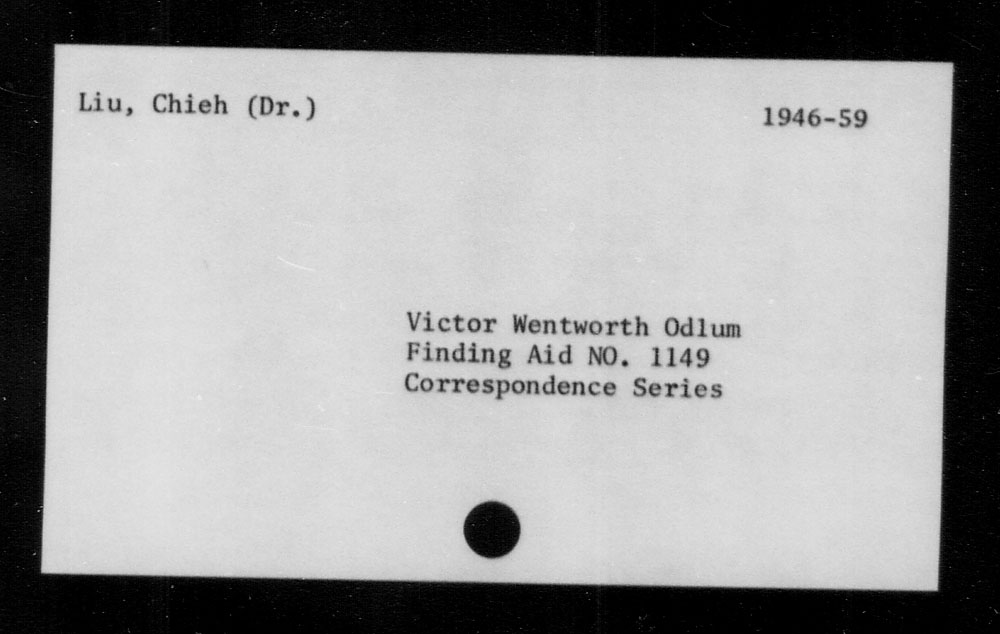 Liu, Chieh (Dr.)
1946-59
Victor Wentworth Odlum
Finding Aid NO. 1149
Correspondence Series